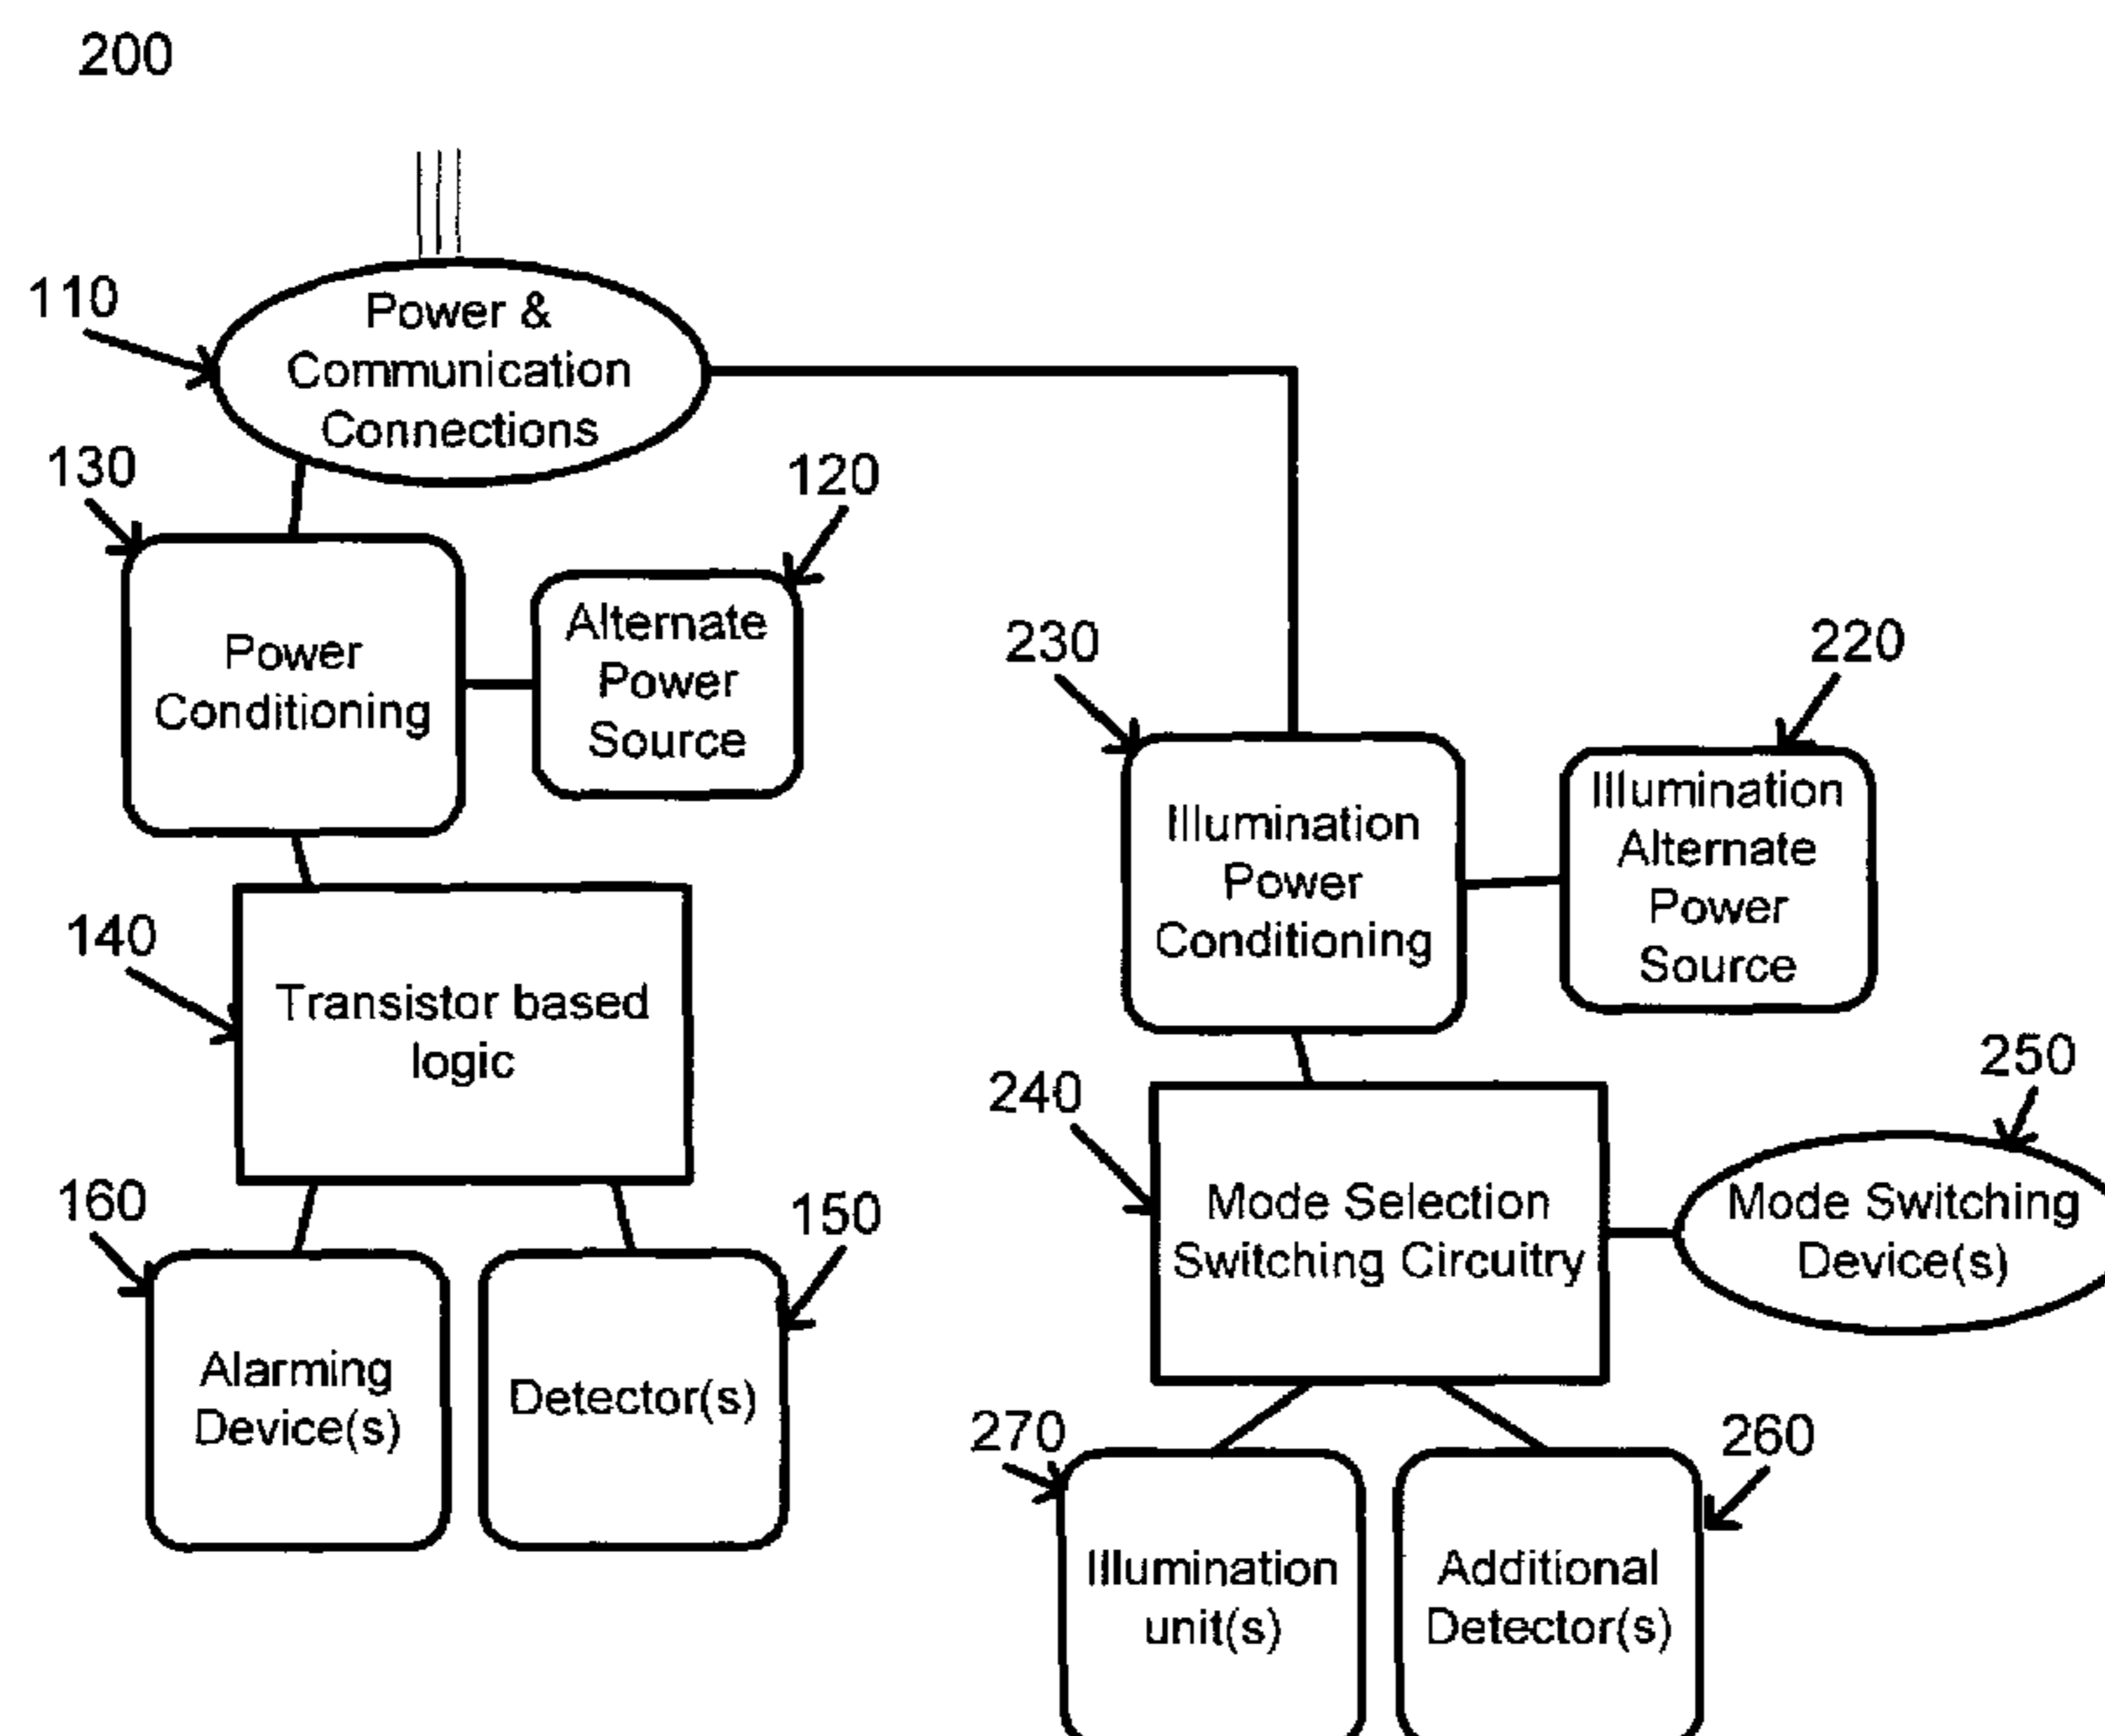 200
110
Power &
Communication
Connections
130
120
Power
Conditioning
Alternate
Power
Source
230
220
Illumination
Power
Conditioning
Illumination
Alternate
Power
Source
140
Transistor based
logic
240
250
Mode Selection
Switching Circuitry
Mode Switching
Device(s)
160
150
Alarming
Device(s)
Detector(s)
270
260
Illumination
unit(s)
Additional
Detector(s)